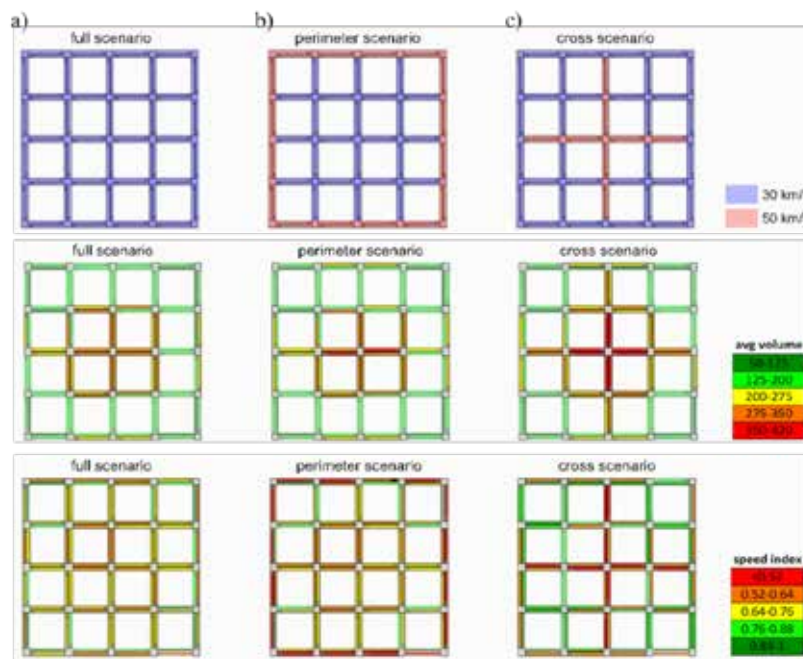 a) b) c)
full scenario perimeter scenario cross scenario
30 km/
50 km/
full scenario perimeter scenario cross scenario
avg volume
125-200
200-275
275-350
full scenario perimeter scenario cross scenario
speed index
0.52-0.64
0.64-0.76
0.76-0.88